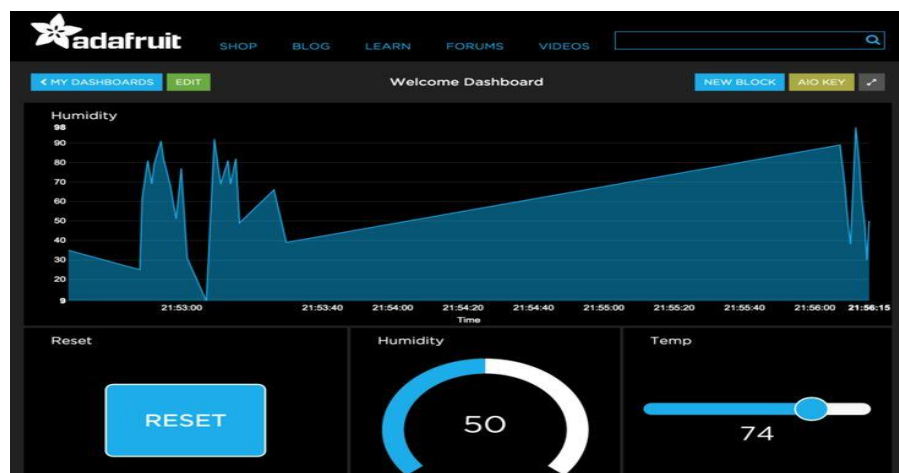 adafruit SHOP BLOG LEARN FORUMS VIDEOS
< MY DASHBOARDS EDIT Welcome Dashboard NEW BLOCK AIO KEY
Humidity
98
90
80
70
60
50
40
30
20
9
21:53:00 21:53:40 21:54:00 21:54:20 21:54:40 21:55:00 21:55:20 21:55:40 21:56:00 21:56:15
Time
Reset Humidity Temp
RESET 50 74